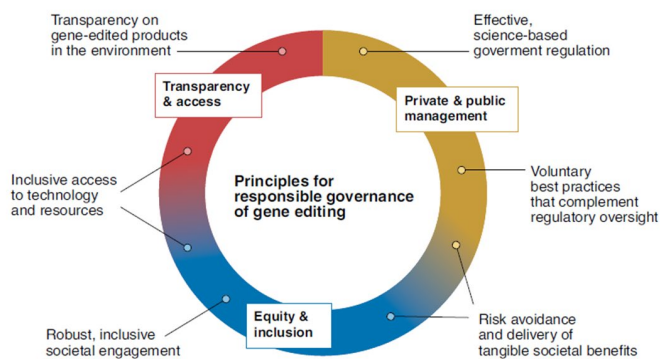 Transparency on
gene-edited products
in the environment
Effective,
science-based
goverment regulation
Transparency
& access
Private & public
management
Inclusive access
to technology
and resources
Principles for
responsible governance
of gene editing
Voluntary
best practices
that complement
regulatory oversight
Equity &
inclusion
Robust, inclusive
societal engagement
Risk avoidance
and delivery of
tangible societal benefits